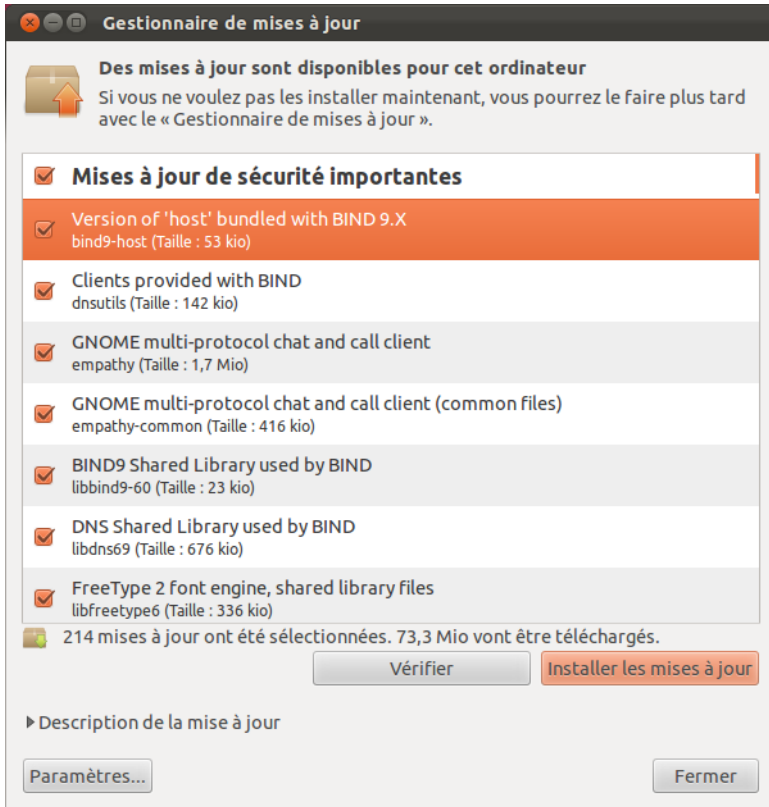 Gestionnaire de mises à jour
Des mises à jour sont disponibles pour cet ordinateur
Si vous ne voulez pas les installer maintenant, vous pourrez le faire plus tard
avec le « Gestionnaire de mises à jour ».
Mises à jour de sécurité importantes
Version of 'host' bundled with BIND 9.X
bind9-host (Taille : 53 kio)
Clients provided with BIND
dnsutils (Taille : 142 kio)
GNOME multi-protocol chat and call client
empathy (Taille : 1,7 Mio)
GNOME multi-protocol chat and call client (common files)
empathy-common (Taille : 416 kio)
BIND9 Shared Library used by BIND
libbind9-60 (Taille : 23 kio)
DNS Shared Library used by BIND
libdns69 (Taille : 676 kio)
FreeType 2 font engine, shared library files
libfreetype6 (Taille : 336 kio)
214 mises à jour ont été sélectionnées. 73,3 Mio vont être téléchargés.
Vérifier
Installer les mises à jour
Description de la mise à jour
Paramètres...
Fermer